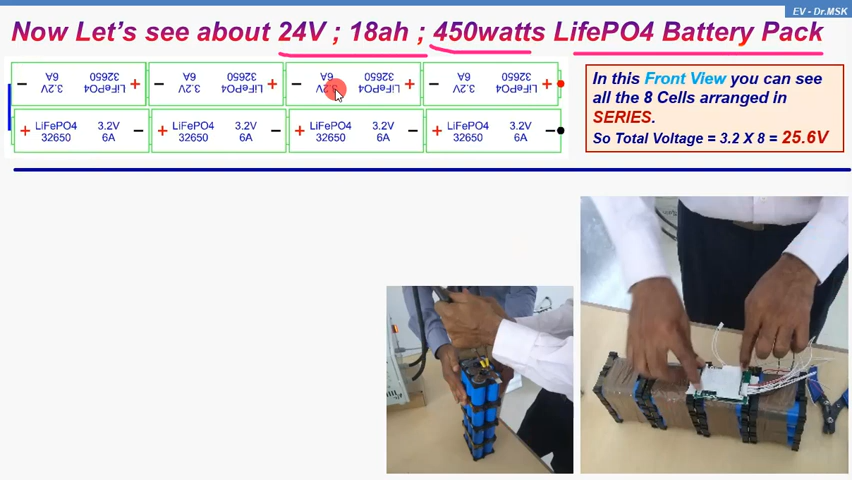 EV - Dr.MSK
Now Let's see about 24V ; 18ah ; 450watts LifePO4 Battery Pack
LiFePO4 32650 3.2V 6A
LiFePO4 32650 3.2V 6A
LiFePO4 32650 6A
LiFePO4 32650 3.2V 6A
− + − + − + − +
+ LiFePO4 3.2V − + LiFePO4 3.2V − + LiFePO4 3.2V − + LiFePO4 3.2V −
32650 6A 32650 6A 32650 6A 32650 6A
In this Front View you can see
all the 8 Cells arranged in
SERIES.
So Total Voltage = 3.2 X 8 = 25.6V